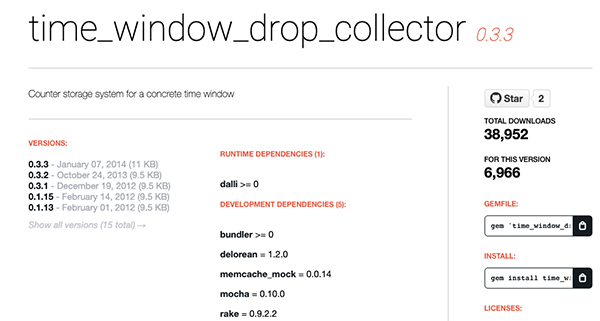 time_window_drop_collector 0.3.3
Counter storage system for a concrete time window
VERSIONS:
0.3.3 - January 07, 2014 (11 KB)
0.3.2 - October 24, 2013 (9.5 KB)
0.3.1 - December 19, 2012 (9.5 KB)
0.1.15 - February 14, 2012 (9.5 KB)
0.1.13 - February 01, 2012 (9.5 KB)
Show all versions (15 total) →
RUNTIME DEPENDENCIES (1):
dalli >= 0
DEVELOPMENT DEPENDENCIES (5):
bundler >= 0
delorean = 1.2.0
memcache_mock = 0.0.14
mocha = 0.10.0
rake = 0.9.2.2
Star 2
TOTAL DOWNLOADS
38,952
FOR THIS VERSION
6,966
GEMFILE:
gem 'time_window_d
INSTALL:
gem install time_w
LICENSES: